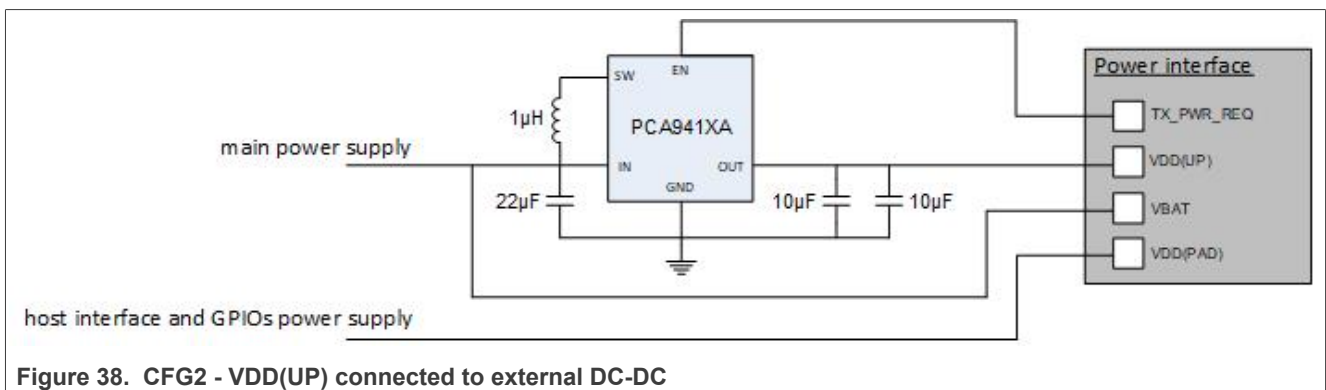 SW
EN
Power interface
1µH
TX_PWR_REQ
PCA941XA
main power supply
VDD(UP)
IN
OUT
GND
22µF
10µF
10µF
VBAT
VDD(PAD)
host interface and GPIOs power supply
Figure 38. CFG2 - VDD(UP) connected to external DC-DC